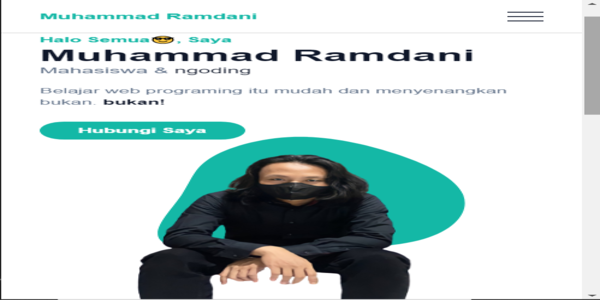 Muhammad Ramdani
Halo Semua😎, Saya
Muhammad Ramdani
Mahasiswa & ngoding
Belajar web programing itu mudah dan menyenangkan
bukan. bukan!
Hubungi Saya